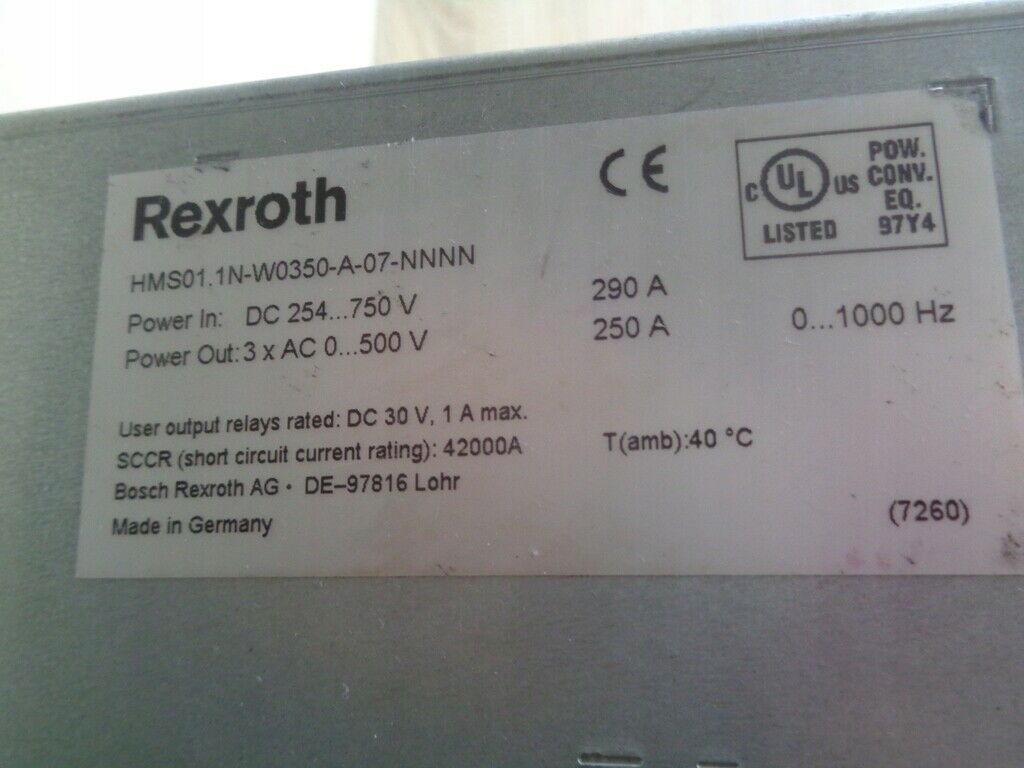 Rexroth
CE
C UL US LISTED
POW.
CONV.
EQ.
97Y4
HMS01.1N-W0350-A-07-NNNN
Power In: DC 254...750 V 290 A
Power Out: 3 x AC 0...500 V 250 A 0...1000 Hz
User output relays rated: DC 30 V, 1 A max.
SCCR (short circuit current rating): 42000A T(amb):40 °C
Bosch Rexroth AG • DE–97816 Lohr
Made in Germany
(7260)